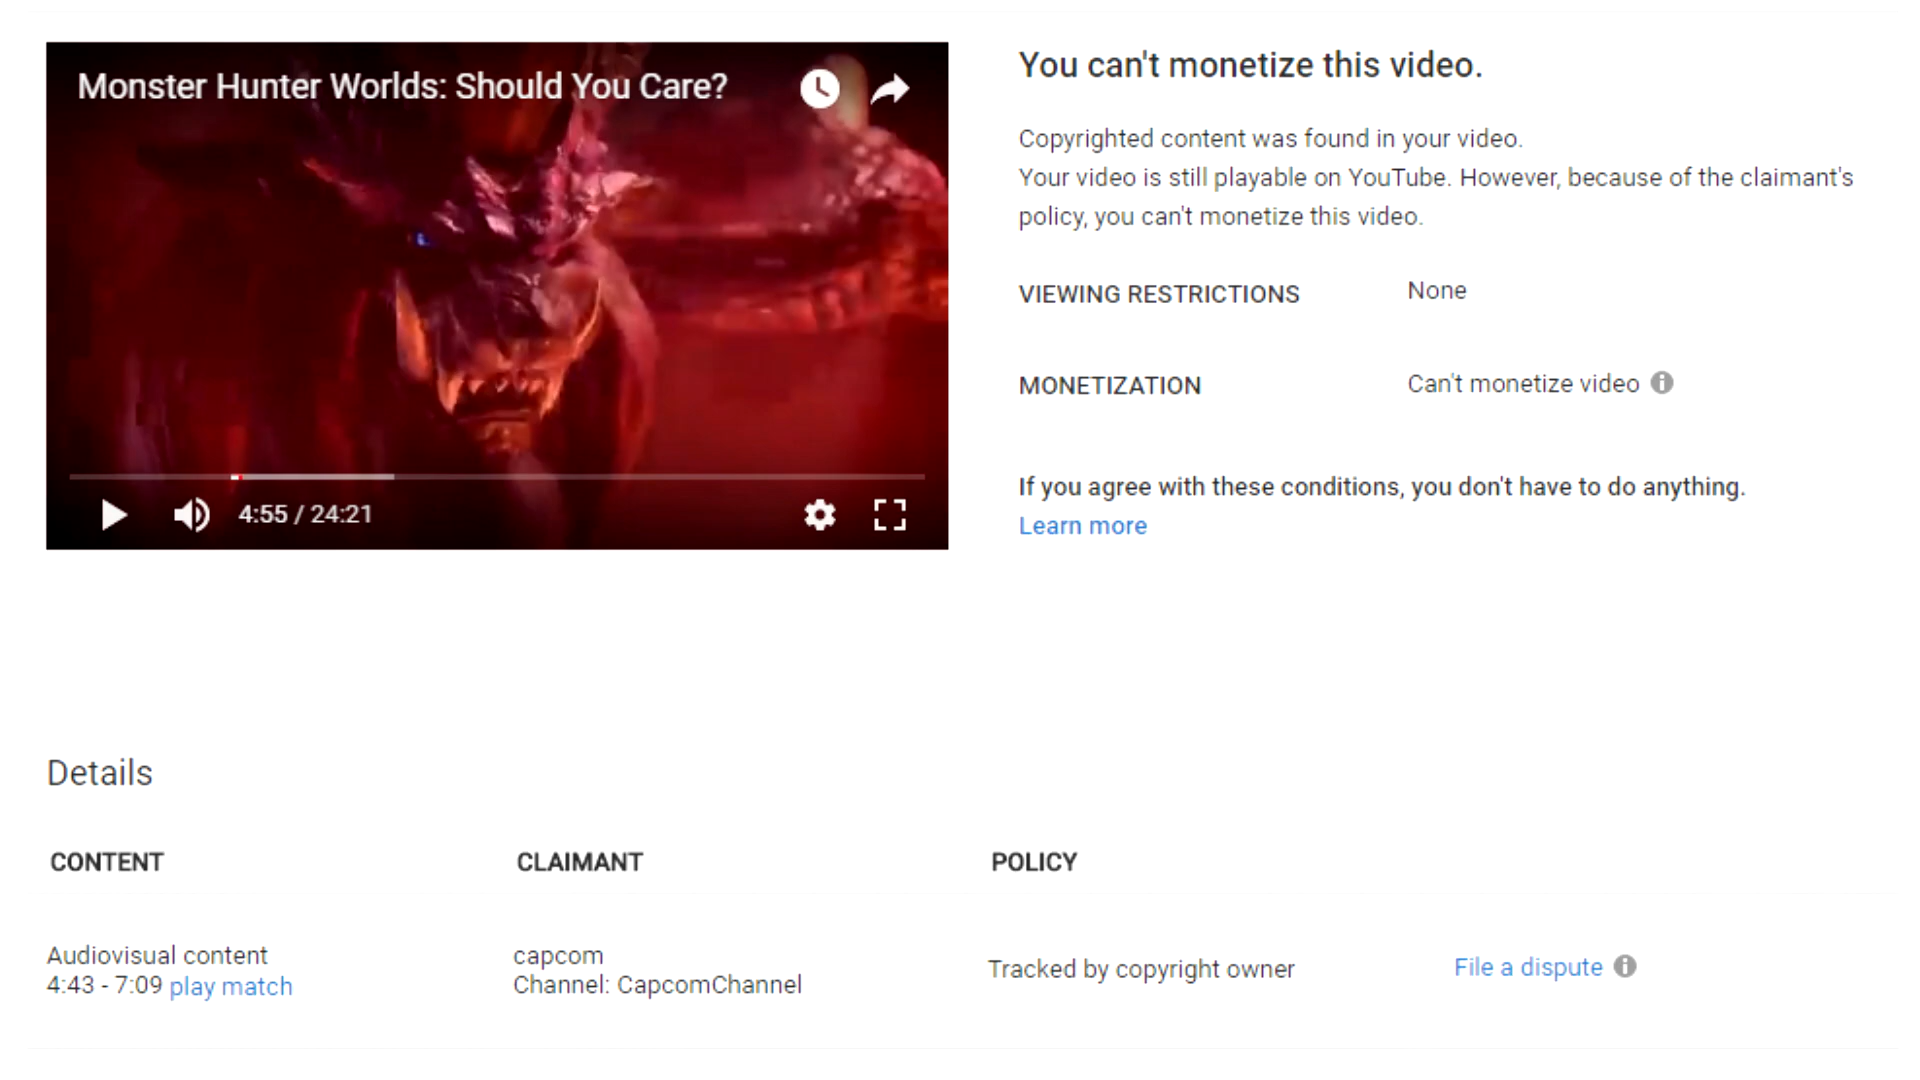 Monster Hunter Worlds: Should You Care?
4:55 / 24:21
You can't monetize this video.
Copyrighted content was found in your video.
Your video is still playable on YouTube. However, because of the claimant's
policy, you can't monetize this video.
VIEWING RESTRICTIONS None
MONETIZATION Can't monetize video
If you agree with these conditions, you don't have to do anything.
Learn more
Details
CONTENT CLAIMANT POLICY
Audiovisual content
4:43 - 7:09 play match
capcom
Channel: CapcomChannel
Tracked by copyright owner
File a dispute